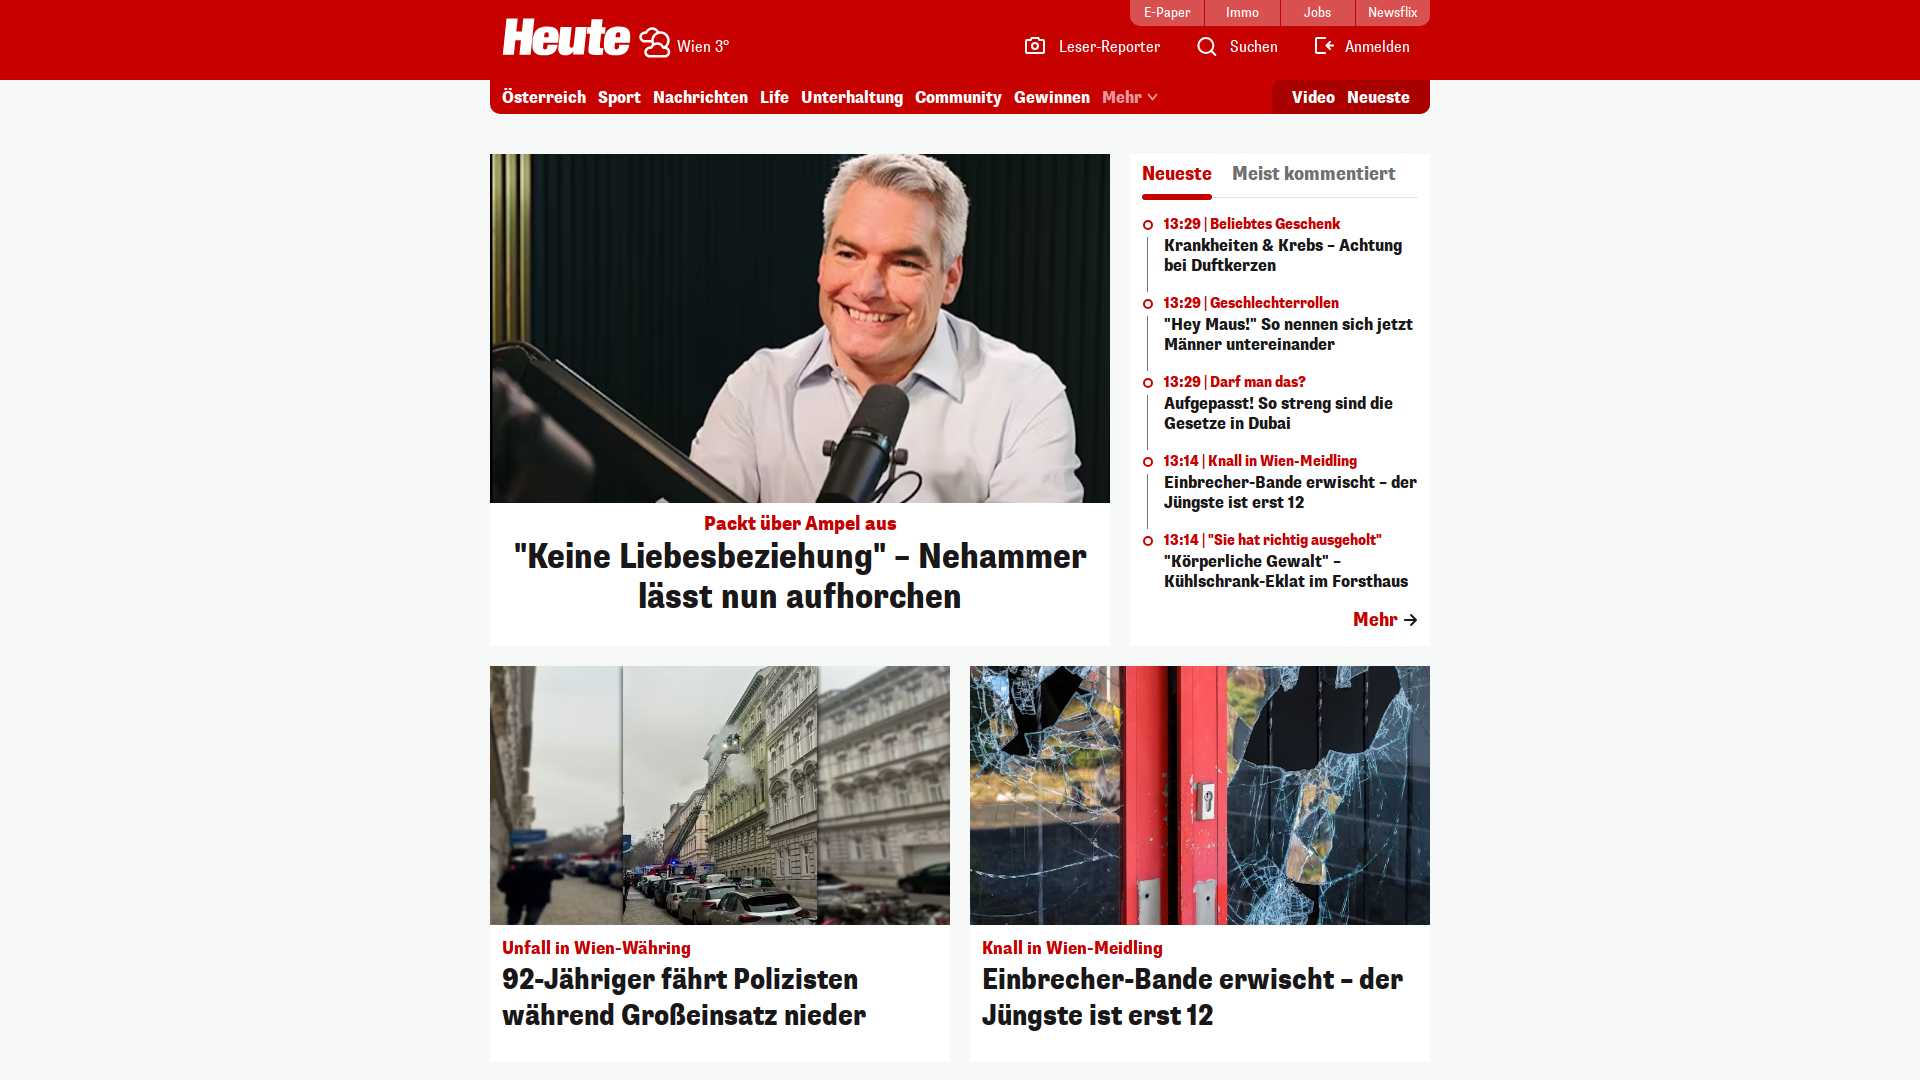 E-Paper
Immo
Jobs
Newsflix
Heute
Wien 3°
Leser-Reporter
Suchen
Anmelden
Österreich
Sport
Nachrichten
Life
Unterhaltung
Community
Gewinnen
Mehr
Video
Neueste
Packt über Ampel aus
"Keine Liebesbeziehung" – Nehammer
lässt nun aufhorchen
Neueste
Meist kommentiert
13:29 | Beliebtes Geschenk
Krankheiten & Krebs – Achtung
bei Duftkerzen
13:29 | Geschlechterrollen
"Hey Maus!" So nennen sich jetzt
Männer untereinander
13:29 | Darf man das?
Aufgepasst! So streng sind die
Gesetze in Dubai
13:14 | Knall in Wien-Meidling
Einbrecher-Bande erwischt – der
Jüngste ist erst 12
13:14 | "Sie hat richtig ausgeholt"
"Körperliche Gewalt" –
Kühlschrank-Eklat im Forsthaus
Mehr
Unfall in Wien-Währing
92-Jähriger fährt Polizisten
während Großeinsatz nieder
Knall in Wien-Meidling
Einbrecher-Bande erwischt – der
Jüngste ist erst 12